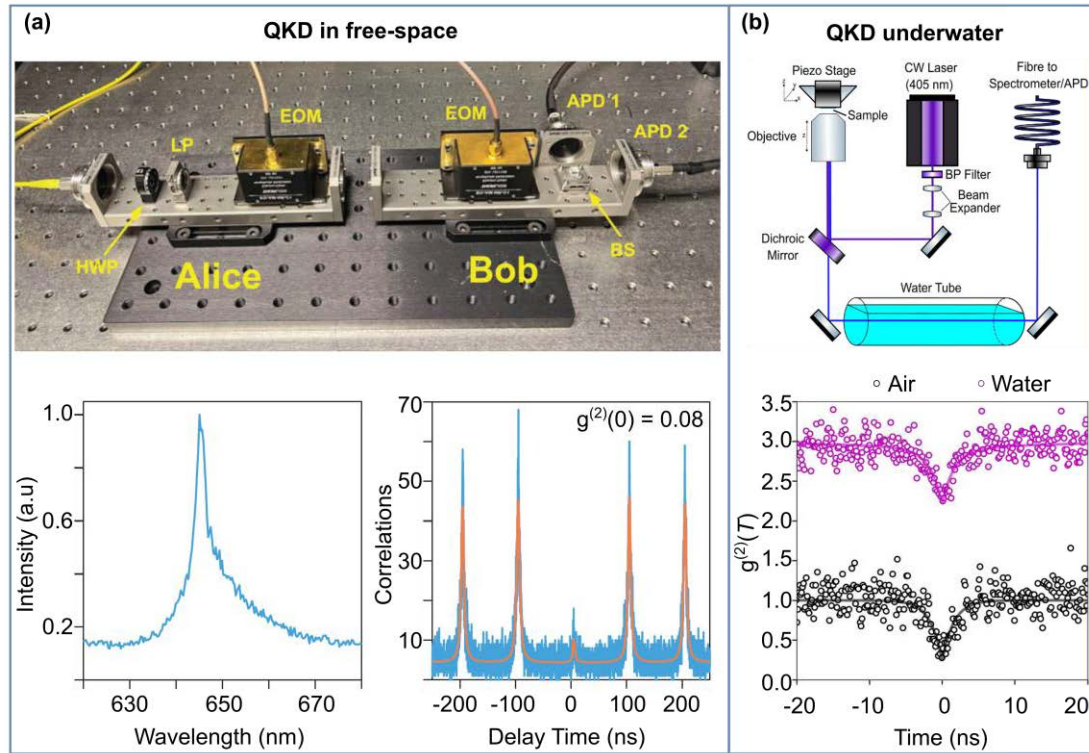 (a)
QKD in free-space
EOM
EOM
APD 1
APD 2
LP
HWP
Alice
Bob
BS
1.0
0.6
0.2
Intensity (a.u)
630
650
670
Wavelength (nm)
70
50
30
10
Correlations
g(2)(0) = 0.08
-200
-100
0
100
200
Delay Time (ns)
(b)
QKD underwater
Piezo Stage
CW Laser
(405 nm)
Fibre to
Spectrometer/APD
Sample
Objective
BP Filter
Beam
Expander
Dichroic
Mirror
Water Tube
Air
Water
3.5
3.0
2.5
2.0
1.5
1.0
0.5
0.0
g(2)(T)
-20
-10
0
10
20
Time (ns)